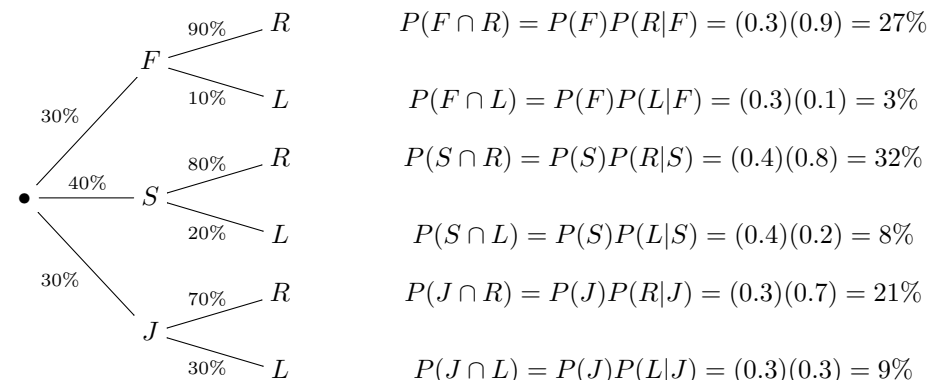 90% R P(F ∩ R) = P(F)P(R|F) = (0.3)(0.9) = 27%
F
10% L P(F ∩ L) = P(F)P(L|F) = (0.3)(0.1) = 3%
30%
80% R P(S ∩ R) = P(S)P(R|S) = (0.4)(0.8) = 32%
40% S
20% L P(S ∩ L) = P(S)P(L|S) = (0.4)(0.2) = 8%
30%
70% R P(J ∩ R) = P(J)P(R|J) = (0.3)(0.7) = 21%
J
30% L P(J ∩ L) = P(J)P(L|J) = (0.3)(0.3) = 9%